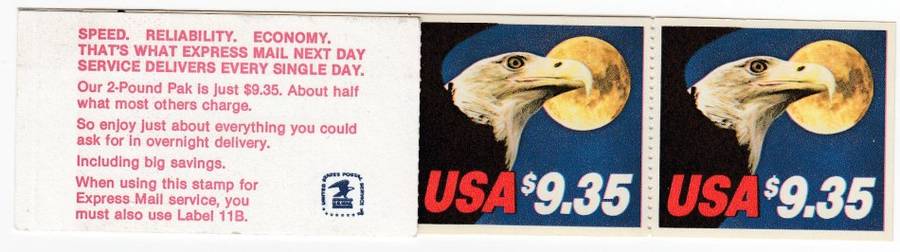 SPEED. RELIABILITY. ECONOMY.
THAT'S WHAT EXPRESS MAIL NEXT DAY
SERVICE DELIVERS EVERY SINGLE DAY.
Our 2-Pound Pak is just $9.35. About half
what most others charge.
So enjoy just about everything you could
ask for in overnight delivery.
Including big savings.
When using this stamp for
Express Mail service, you
must also use Label 11B.
UNITED STATES POSTAL SERVICE
U.S.MAIL
USA $9.35
USA $9.35